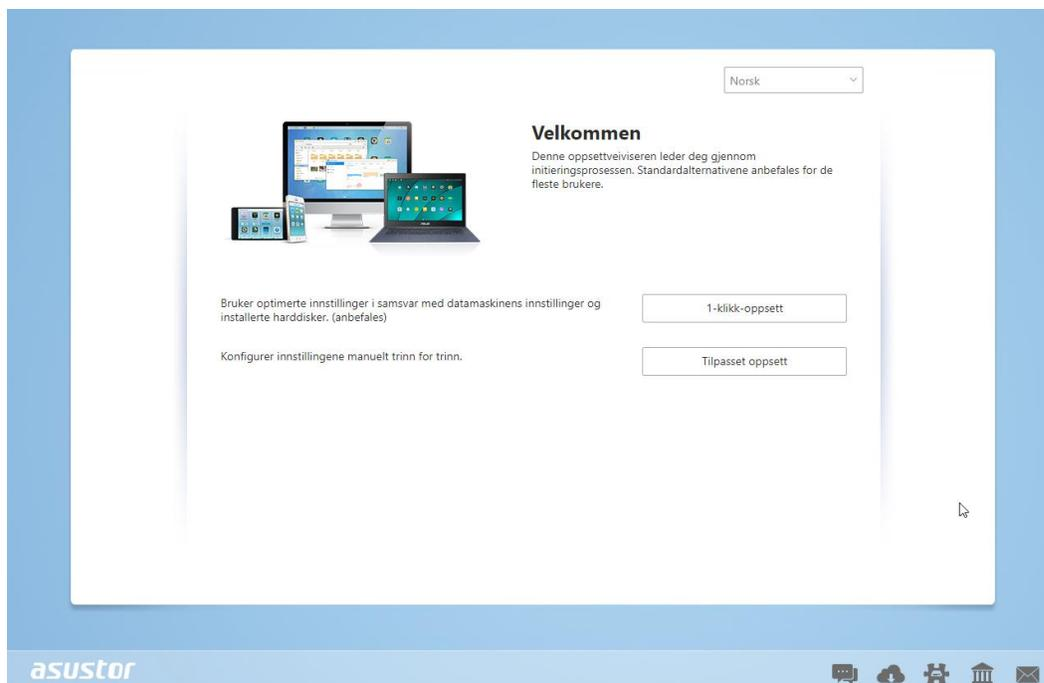 Norsk
Velkommen
Denne oppsettveiviseren leder deg gjennom
initieringsprosessen. Standardalternativene anbefales for de
fleste brukere.
Bruker optimerte innstillinger i samsvar med datamaskinens innstillinger og
installerte harddisker. (anbefales)
1-klikk-oppsett
Konfigurer innstillingene manuelt trinn for trinn.
Tilpasset oppsett
asustor